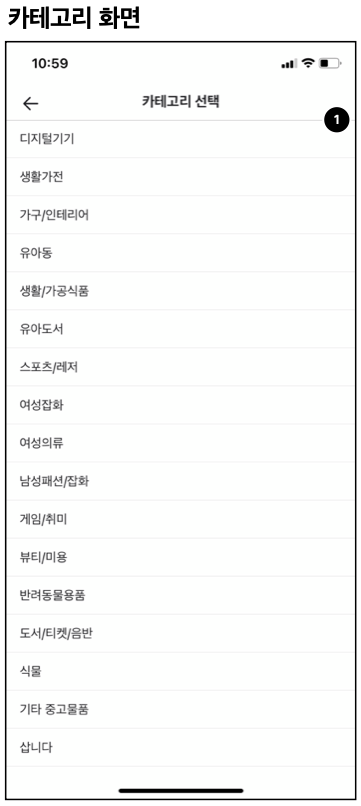 카테고리 화면
10:59
카테고리 선택
1
디지털기기
생활가전
가구/인테리어
유아동
생활/가공식품
유아도서
스포츠/레저
여성잡화
여성의류
남성패션/잡화
게임/취미
뷰티/미용
반려동물용품
도서/티켓/음반
식물
기타 중고물품
삽니다